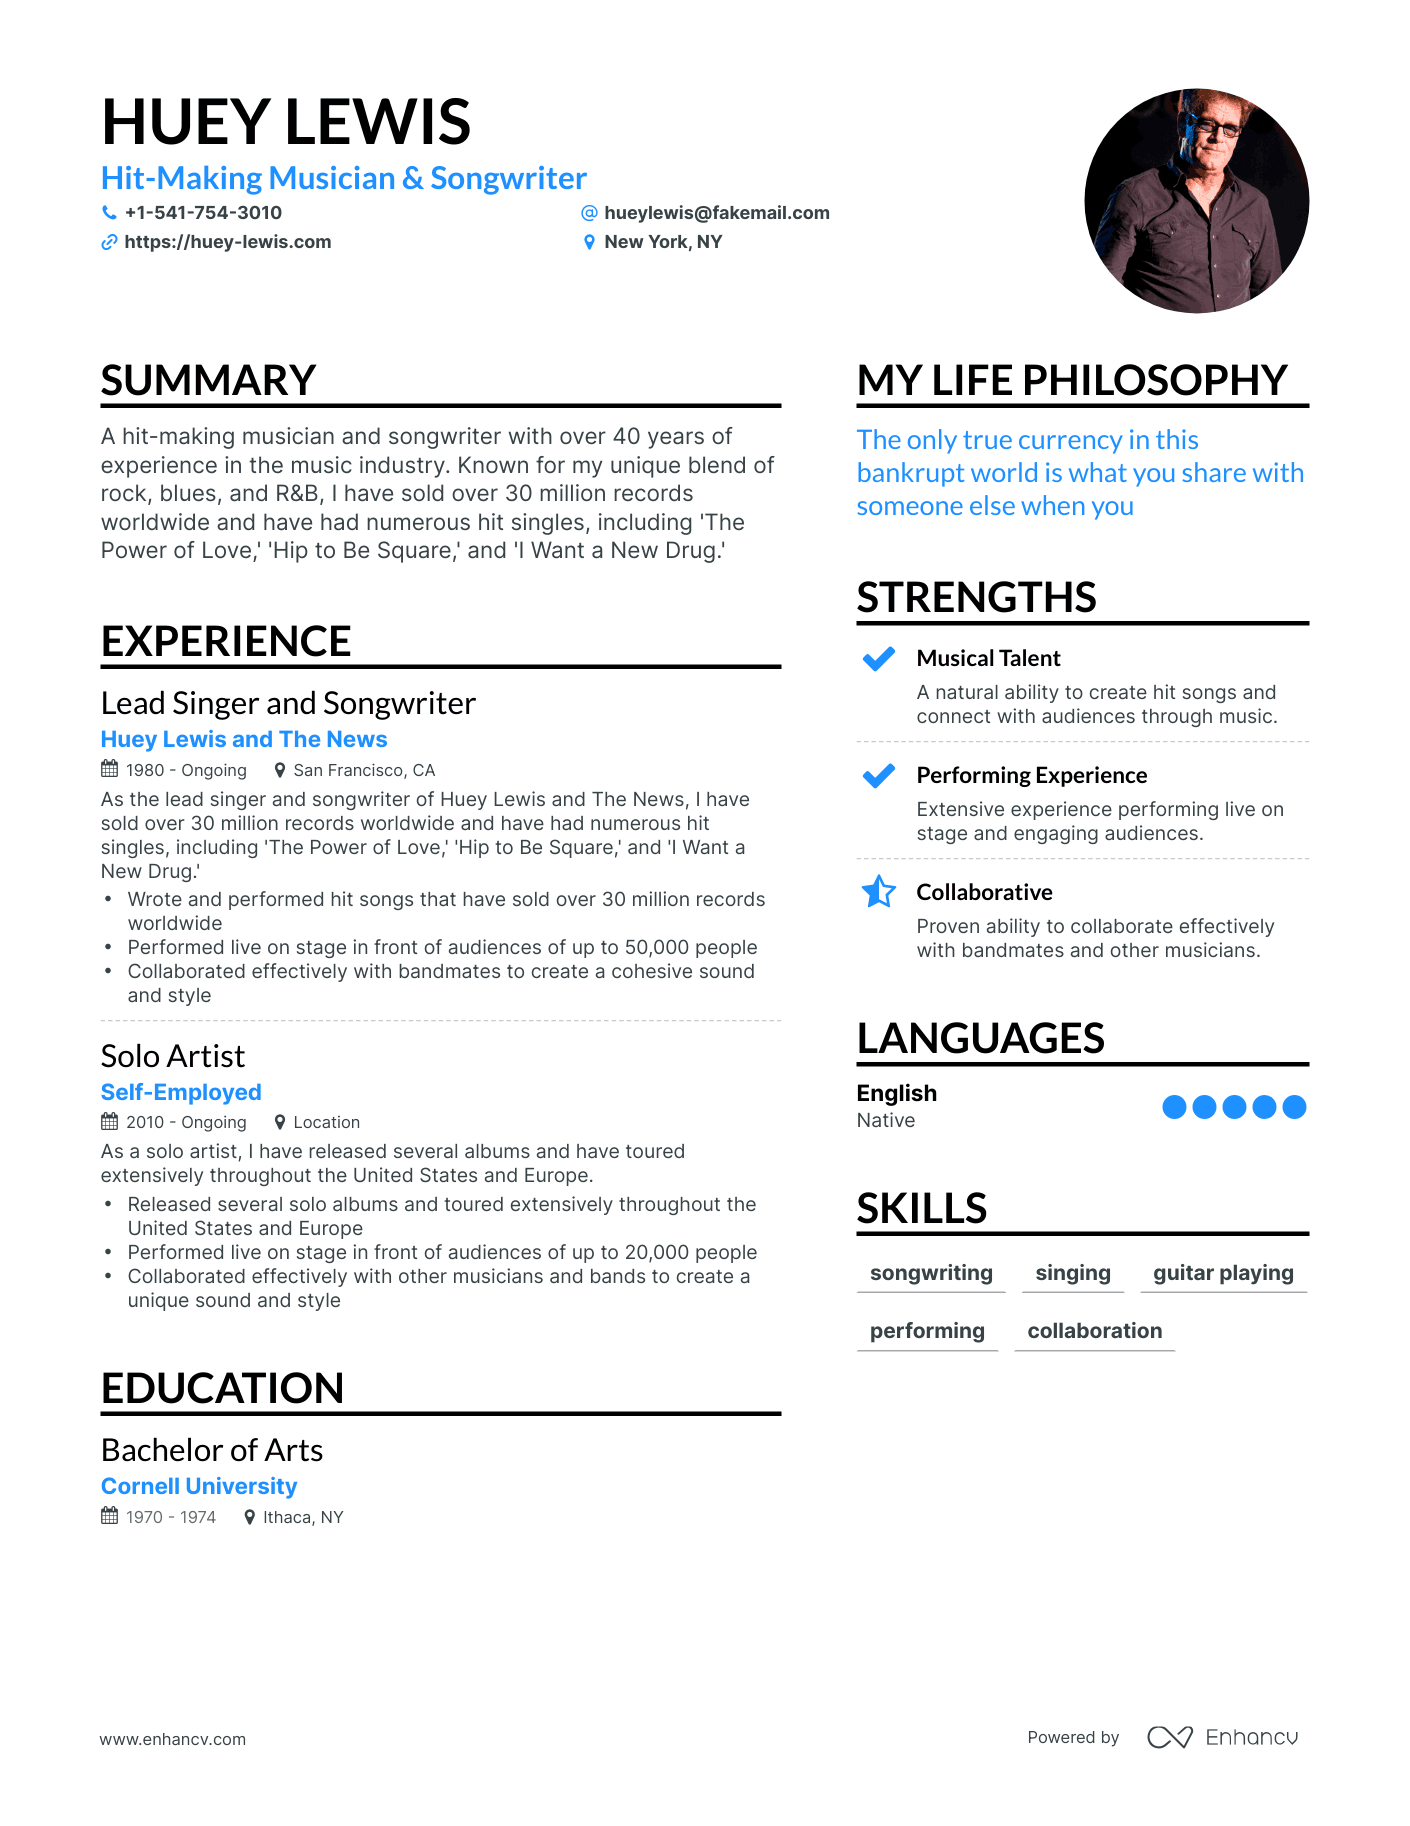 HUEY LEWIS
Hit-Making Musician & Songwriter
+1-541-754-3010
hueylewis@fakemail.com
https://huey-lewis.com
New York, NY
SUMMARY
A hit-making musician and songwriter with over 40 years of
experience in the music industry. Known for my unique blend of
rock, blues, and R&B, I have sold over 30 million records
worldwide and have had numerous hit singles, including 'The
Power of Love,' 'Hip to Be Square,' and 'I Want a New Drug.'
EXPERIENCE
Lead Singer and Songwriter
Huey Lewis and The News
1980 - Ongoing San Francisco, CA
As the lead singer and songwriter of Huey Lewis and The News, I have
sold over 30 million records worldwide and have had numerous hit
singles, including 'The Power of Love,' 'Hip to Be Square,' and 'I Want a
New Drug.'
• Wrote and performed hit songs that have sold over 30 million records
worldwide
• Performed live on stage in front of audiences of up to 50,000 people
• Collaborated effectively with bandmates to create a cohesive sound
and style
Solo Artist
Self-Employed
2010 - Ongoing Location
As a solo artist, I have released several albums and have toured
extensively throughout the United States and Europe.
• Released several solo albums and toured extensively throughout the
United States and Europe
• Performed live on stage in front of audiences of up to 20,000 people
• Collaborated effectively with other musicians and bands to create a
unique sound and style
EDUCATION
Bachelor of Arts
Cornell University
1970 - 1974 Ithaca, NY
MY LIFE PHILOSOPHY
The only true currency in this
bankrupt world is what you share with
someone else when you
STRENGTHS
Musical Talent
A natural ability to create hit songs and
connect with audiences through music.
Performing Experience
Extensive experience performing live on
stage and engaging audiences.
Collaborative
Proven ability to collaborate effectively
with bandmates and other musicians.
LANGUAGES
English
Native
SKILLS
songwriting singing guitar playing
performing collaboration
www.enhancv.com
Powered by Enhancv